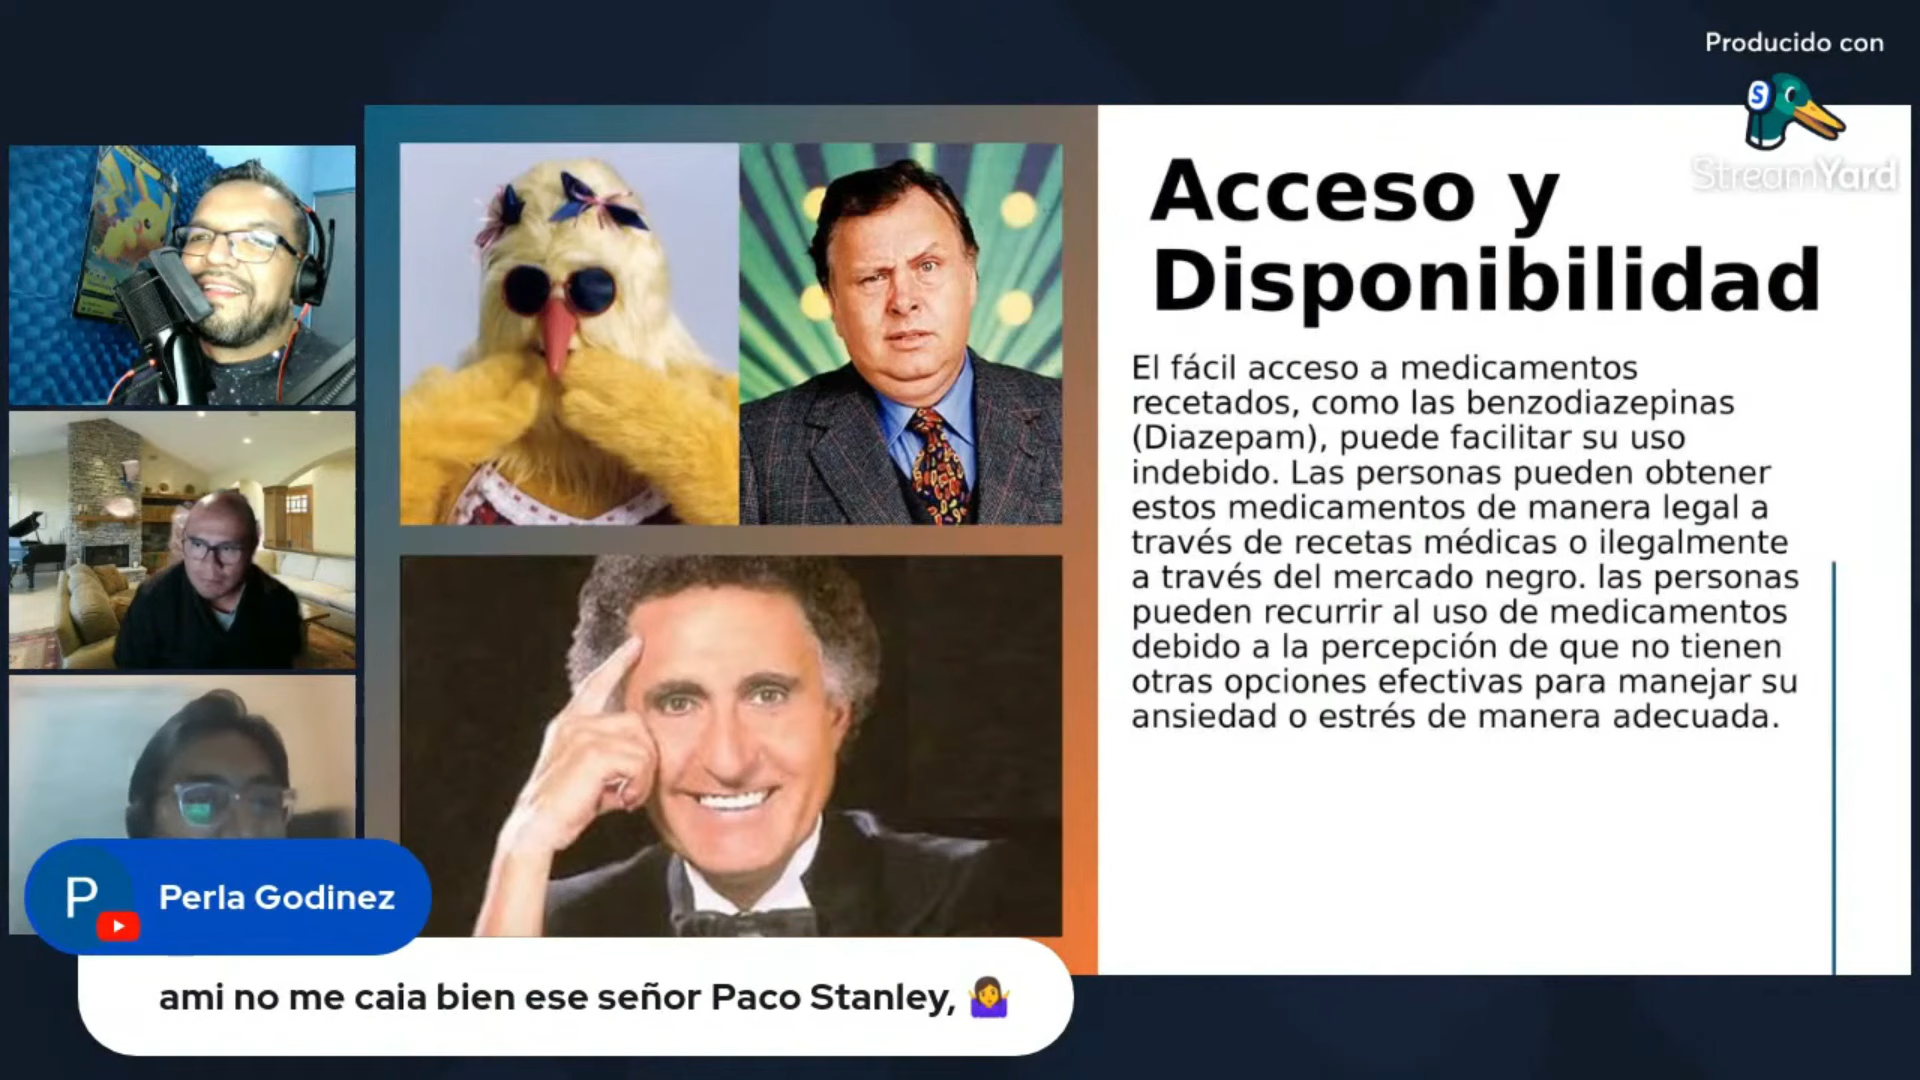 Producido con
S
StreamYard
Acceso y
Disponibilidad
El fácil acceso a medicamentos
recetados, como las benzodiazepinas
(Diazepam), puede facilitar su uso
indebido. Las personas pueden obtener
estos medicamentos de manera legal a
través de recetas médicas o ilegalmente
a través del mercado negro. las personas
pueden recurrir al uso de medicamentos
debido a la percepción de que no tienen
otras opciones efectivas para manejar su
ansiedad o estrés de manera adecuada.
P
Perla Godinez
ami no me caia bien ese señor Paco Stanley, 🤷‍♀️